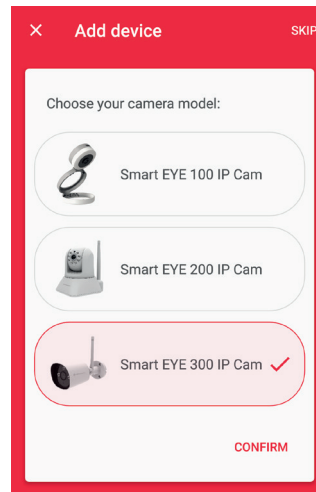 Add device
SKIP
Choose your camera model:
Smart EYE 100 IP Cam
Smart EYE 200 IP Cam
Smart EYE 300 IP Cam
CONFIRM